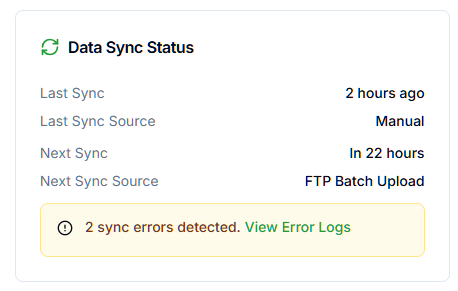 Data Sync Status
Last Sync 2 hours ago
Last Sync Source Manual
Next Sync In 22 hours
Next Sync Source FTP Batch Upload
2 sync errors detected. View Error Logs